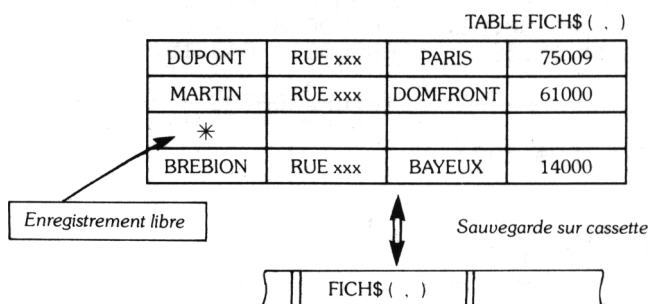 TABLE FICH$ ( , )
DUPONT RUE xxx PARIS 75009
MARTIN RUE xxx DOMFRONT 61000
*
BREBION RUE xxx BAYEUX 14000
Enregistrement libre
Sauvegarde sur cassette
FICH$ ( , )